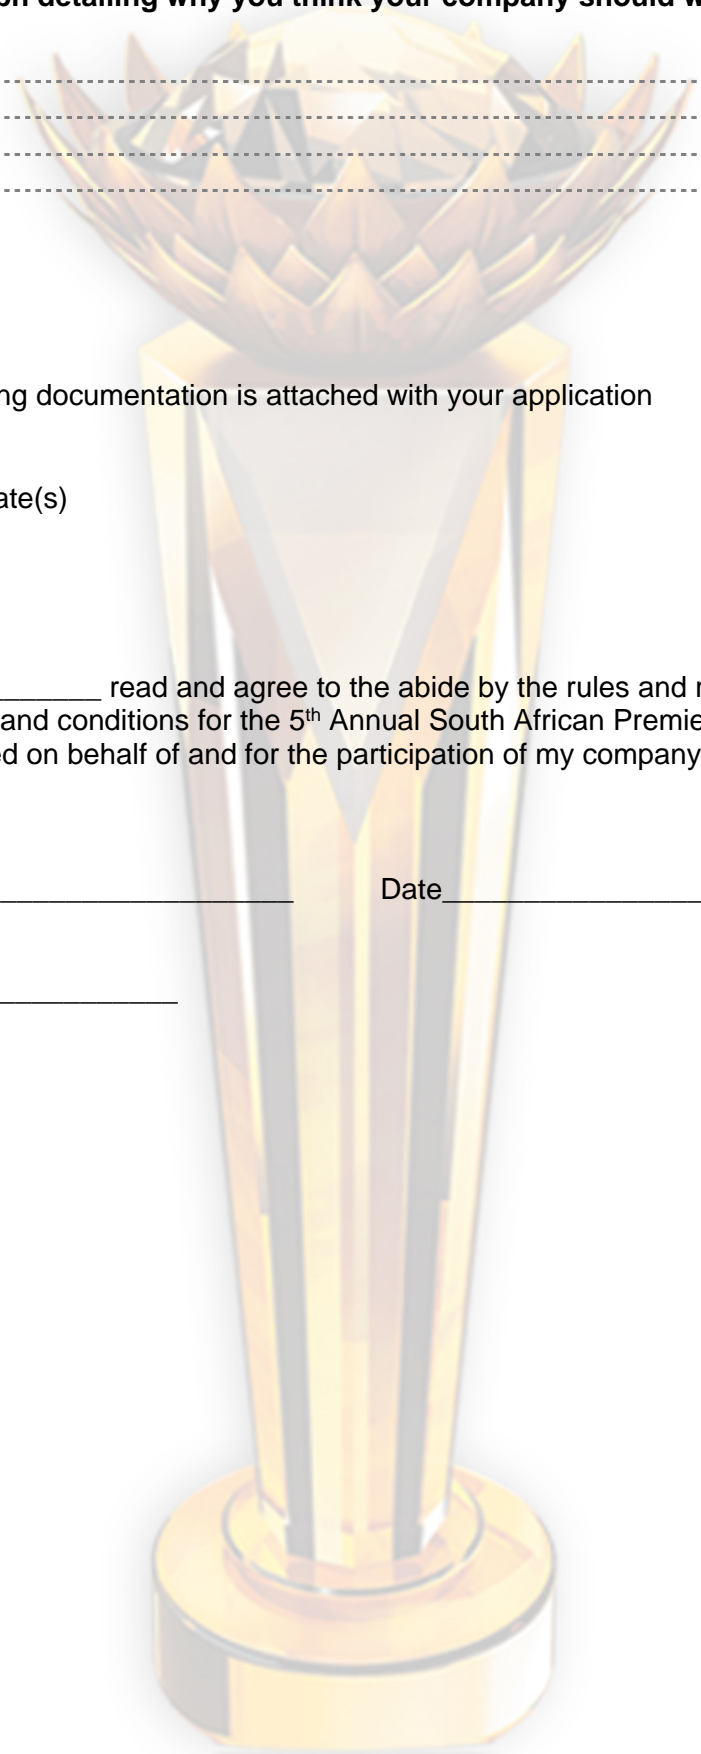 detailing why you think your company should
documentation is attached with your application
ate(s)
_______ read and agree to the abide by the rules and
and conditions for the 5th Annual South African Premie
ed on behalf of and for the participation of my company
Date________________